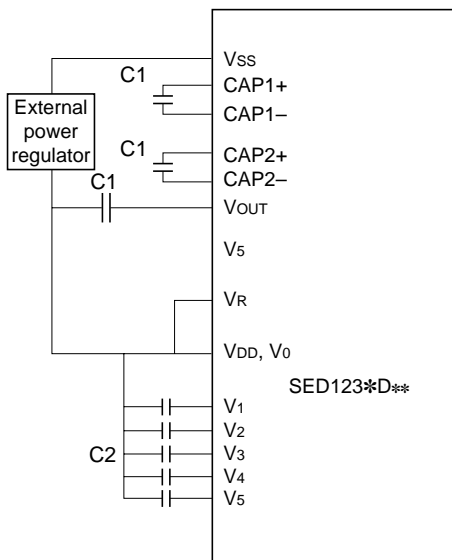 VSS
C1
CAP1+
CAP1–
External
power
regulator
C1
CAP2+
CAP2–
C1
VOUT
V5
VR
VDD, V0
SED123*D**
V1
V2
C2
V3
V4
V5